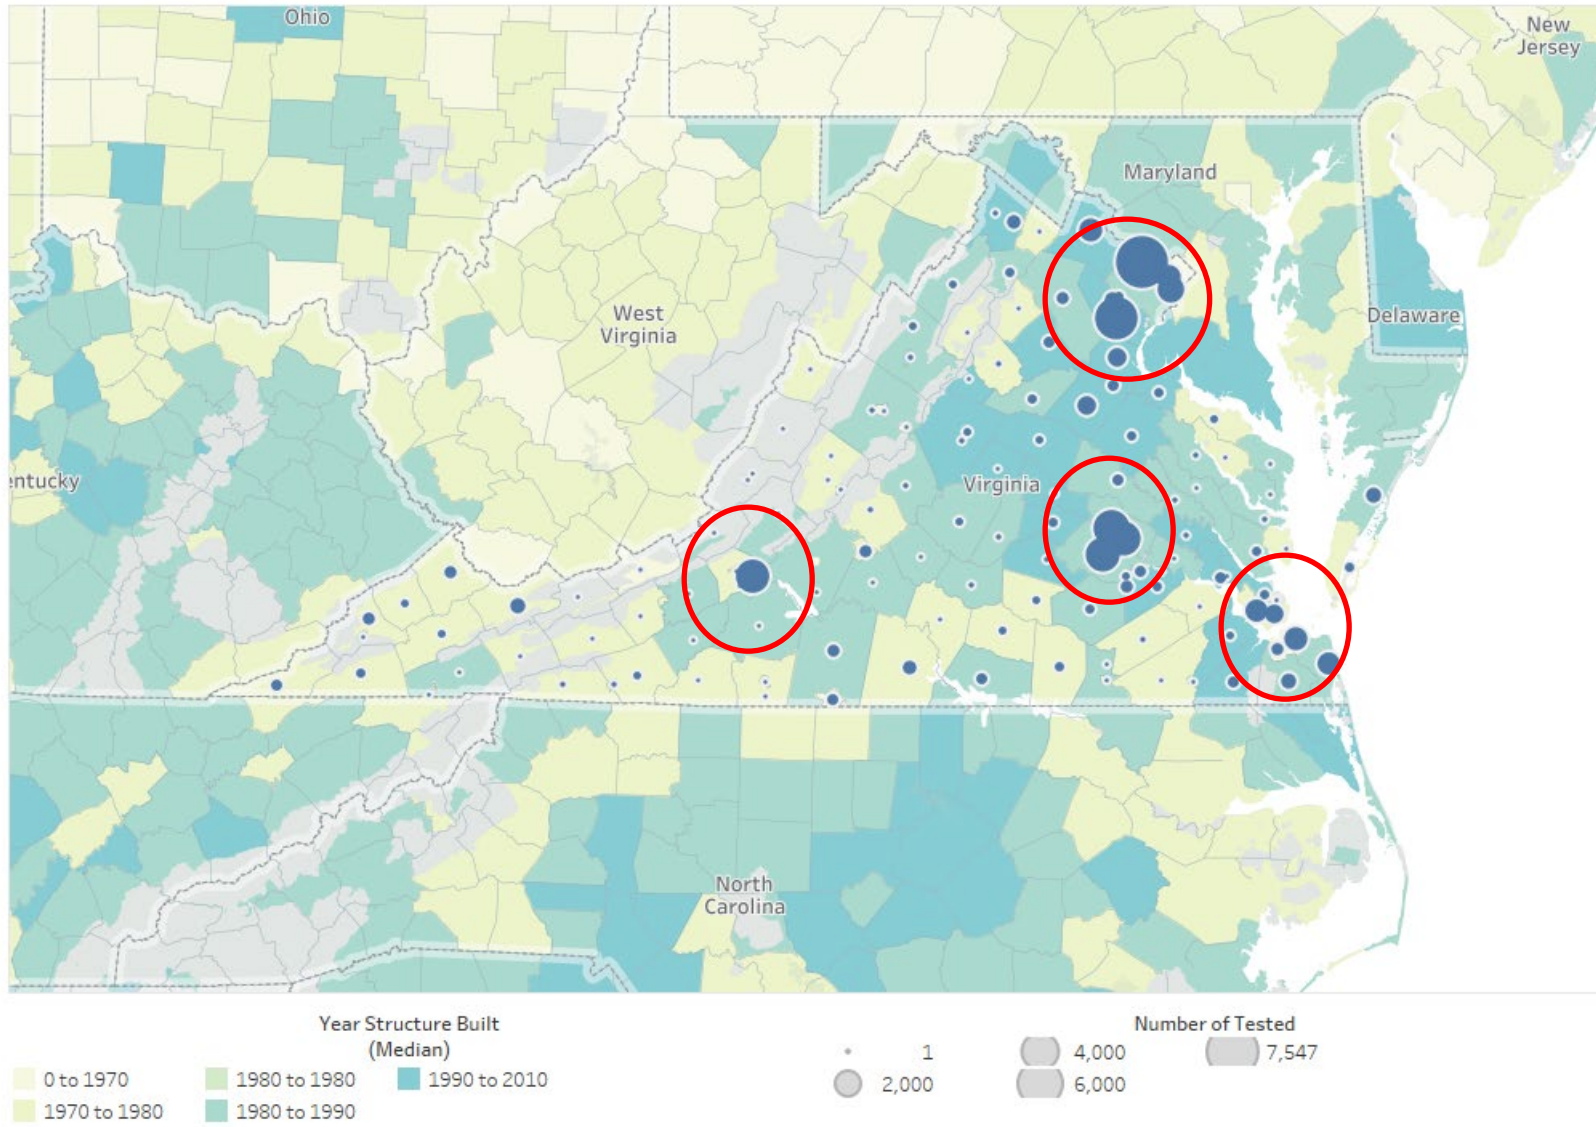 Ohio
New
Jersey
Maryland
West
Virginia
Delaware
entucky
Virginia
North
Carolina
Year Structure Built
(Median)
0 to 1970
1980 to 1980
1990 to 2010
1970 to 1980
1980 to 1990
Number of Tested
1
4,000
7,547
2,000
6,000